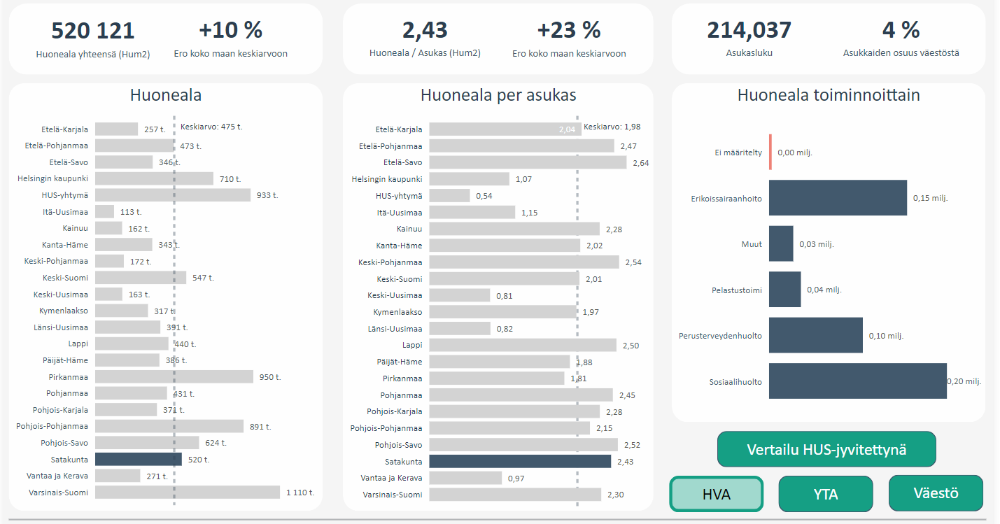 520 121
Huoneala yhteensä (Hum2)
+10 %
Ero koko maan keskiarvoon
2,43
Huoneala / Asukas (Hum2)
+23 %
Ero koko maan keskiarvoon
214,037
Asukasluku
4 %
Asukkaiden osuus väestöstä
Huoneala
Keskiarvo: 475 t.
Etelä-Karjala 257 t.
Etelä-Pohjanmaa 473 t.
Etelä-Savo 346 t.
Helsingin kaupunki 710 t.
HUS-yhtymä 933 t.
Itä-Uusimaa 113 t.
Kainuu 162 t.
Kanta-Häme 343 t.
Keski-Pohjanmaa 172 t.
Keski-Suomi 547 t.
Keski-Uusimaa 163 t.
Kymenlaakso 317 t.
Länsi-Uusimaa 391 t.
Lappi 440 t.
Päijät-Häme 386 t.
Pirkanmaa 950 t.
Pohjanmaa 431 t.
Pohjois-Karjala 371 t.
Pohjois-Pohjanmaa 891 t.
Pohjois-Savo 624 t.
Satakunta 520 t.
Vantaa ja Kerava 271 t.
Varsinais-Suomi 1 110 t.
Huoneala per asukas
Keskiarvo: 1,98
Etelä-Karjala 2,04
Etelä-Pohjanmaa 2,47
Etelä-Savo 2,64
Helsingin kaupunki 1,07
HUS-yhtymä 0,54
Itä-Uusimaa 1,15
Kainuu 2,28
Kanta-Häme 2,02
Keski-Pohjanmaa 2,54
Keski-Suomi 2,01
Keski-Uusimaa 0,81
Kymenlaakso 1,97
Länsi-Uusimaa 0,82
Lappi 2,50
Päijät-Häme 1,88
Pirkanmaa 1,81
Pohjanmaa 2,45
Pohjois-Karjala 2,28
Pohjois-Pohjanmaa 2,15
Pohjois-Savo 2,52
Satakunta 2,43
Vantaa ja Kerava 0,97
Varsinais-Suomi 2,30
Huoneala toiminnoittain
Ei määritelty 0,00 milj.
Erikoissairaanhoito 0,15 milj.
Muut 0,03 milj.
Pelastustoimi 0,04 milj.
Perusterveydenhuolto 0,10 milj.
Sosiaalihuolto 0,20 milj.
Vertailu HUS-jyvitettynä
HVA
YTA
Väestö